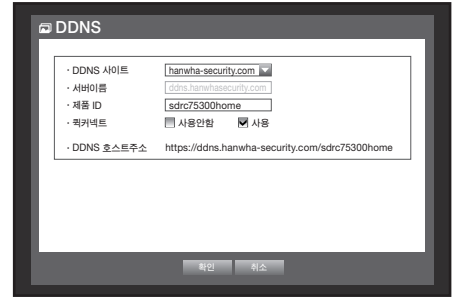 DDNS
· DDNS 사이트 hanwha-security.com
· 서버이름 ddns.hanwhasecurity.com
· 제품 ID sdrc75300home
· 퀵커넥트 사용안함 사용
· DDNS 호스트주소 https://ddns.hanwha-security.com/sdrc75300home
확인 취소